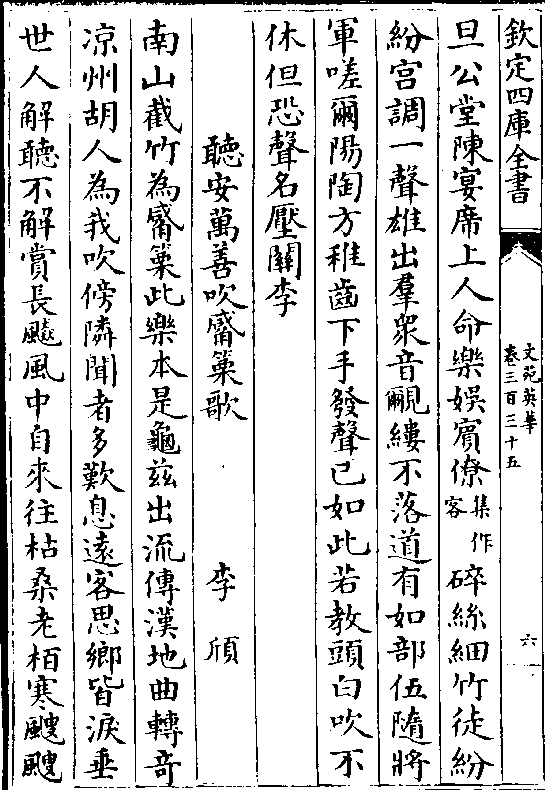 欽定四庫全書
文苑英華
卷三百三十五
六
旦公堂陳宴席上人命樂娛賓僚集作客碎絲細竹徒紛
紛宮調一聲雄出羣衆音覼縷不落道有如部伍隨將
軍嗟爾陽陶方稚齒下手發聲已如此若教頭白吹不
休但恐聲名壓關李
聽安萬善吹觱篥歌 李頎
南山截竹為觱篥此樂本是龜茲出流傳漢地曲轉竒
凉州胡人為我吹傍隣聞者多歎息遠客思鄉皆淚垂
世人解聽不解賞長飈風中自來往枯桑老栢寒颼飀